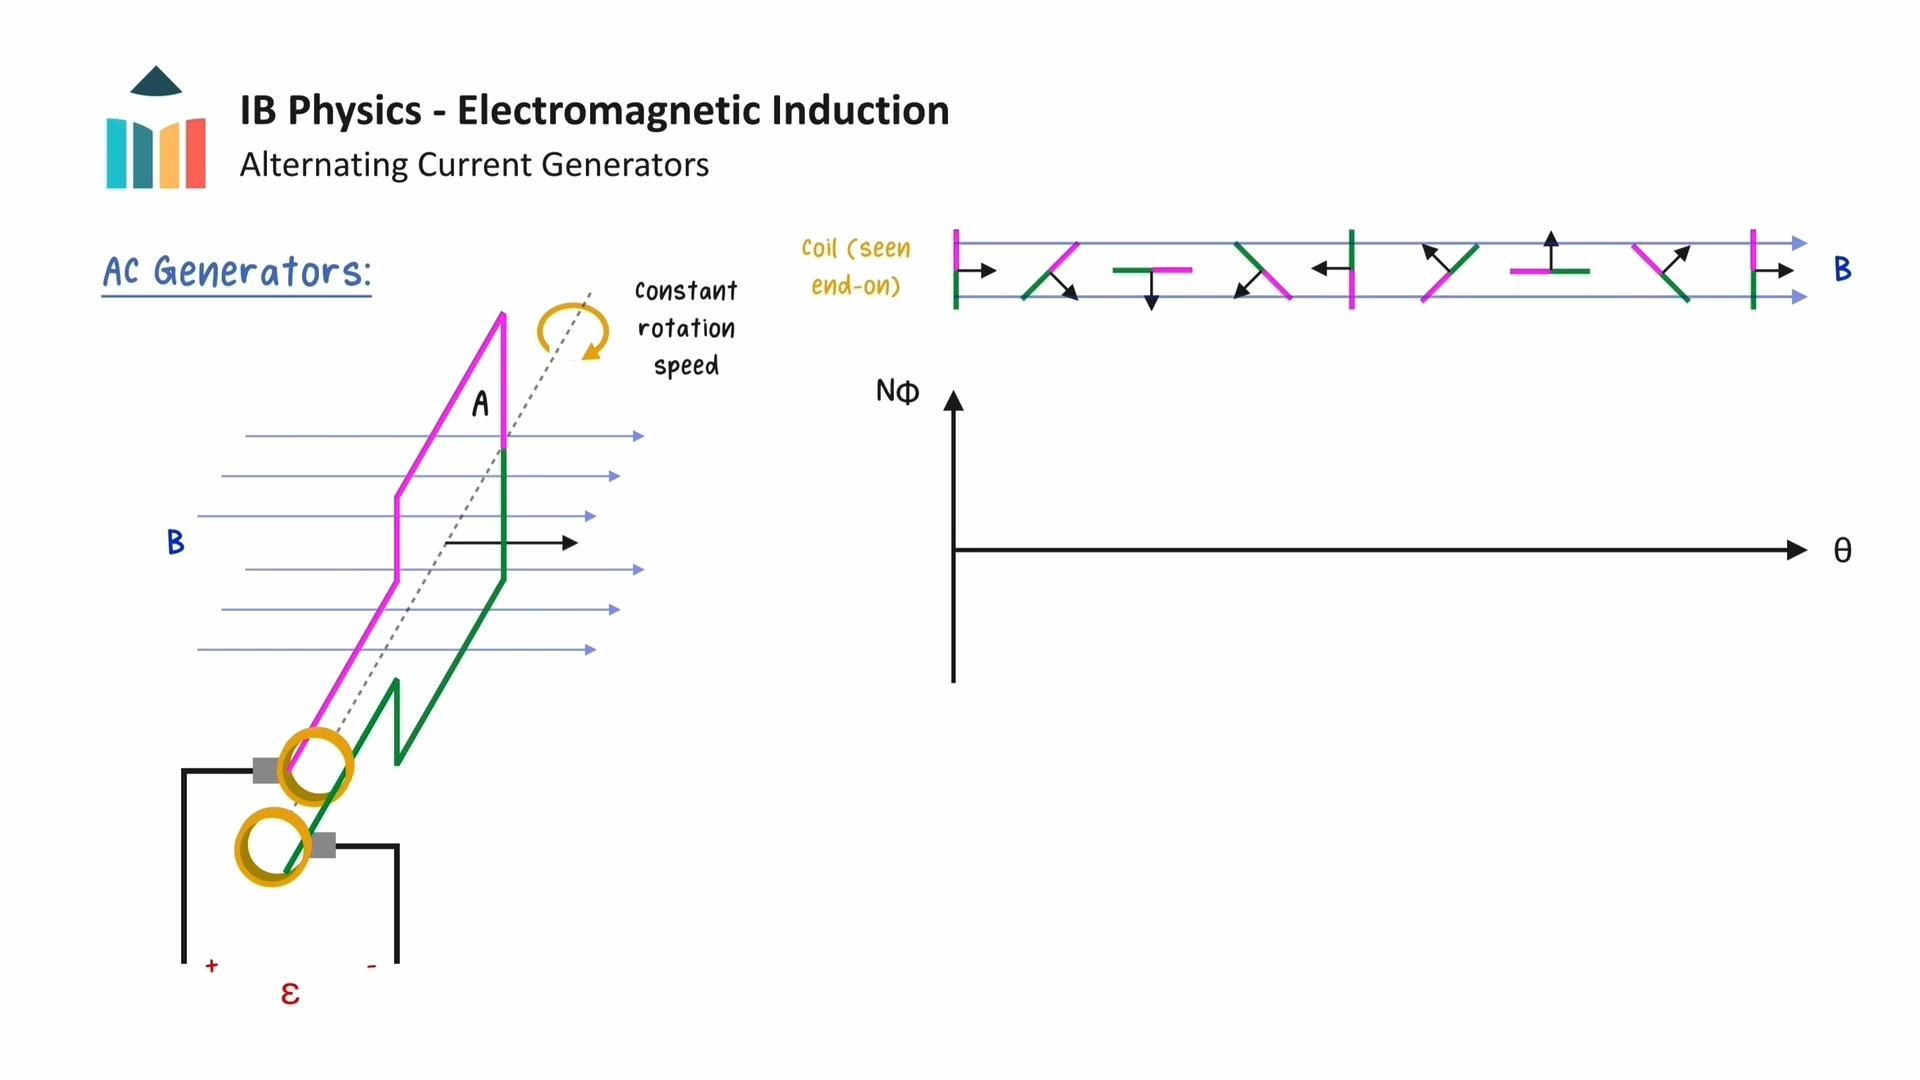 IB Physics - Electromagnetic Induction
Alternating Current Generators
AC Generators:
Constant
rotation
speed
A
B
+
-
ε
Coil (seen
end-on)
B
NΦ
θ